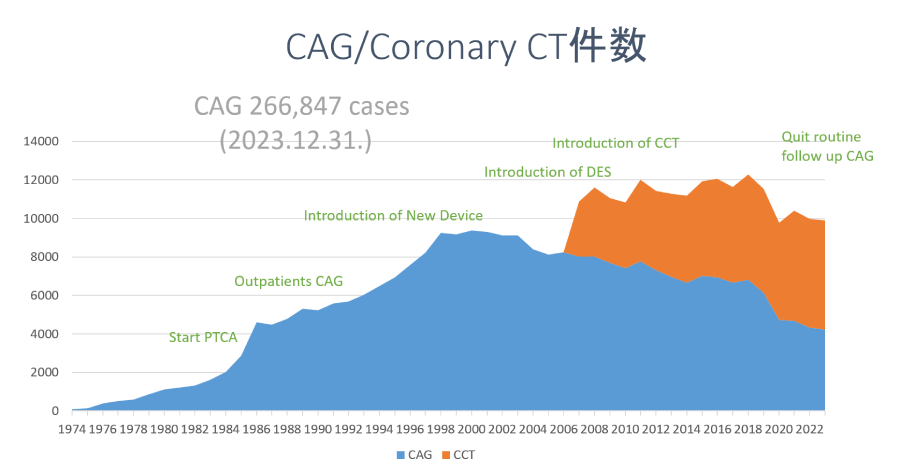 CAG/Coronary CT件数
CAG 266,847 cases
(2023.12.31.)
14000
12000
10000
8000
6000
4000
2000
0
Introduction of CCT
Quit routine
follow up CAG
Introduction of DES
Introduction of New Device
Outpatients CAG
Start PTCA
1974 1976 1978 1980 1982 1984 1986 1988 1990 1992 1994 1996 1998 2000 2002 2004 2006 2008 2010 2012 2014 2016 2018 2020 2022
CAG CCT